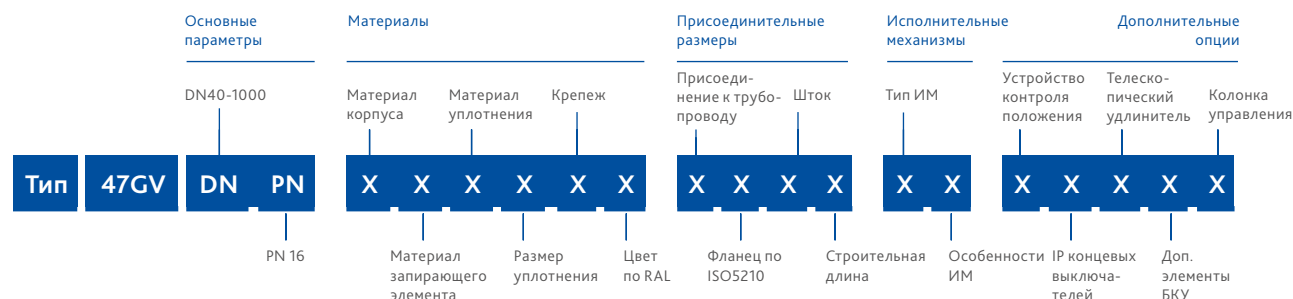 Основные
параметры
Материалы
Присоединительные
размеры
Исполнительные
механизмы
Дополнительные
опции
DN40-1000
Материал
корпуса
Материал
уплотнения
Крепеж
Присоеди-
нение к трубо-
проводу
Шток
Тип ИМ
Устройство
контроля
положения
Телеско-
пический
удлинитель
Колонка
управления
Тип 47GV DN PN X X X X X X X X X X X X X X X X X
PN 16
Материал
запирающего
элемента
Размер
уплотнения
Цвет
по RAL
Фланец по
ISO5210
Строительная
длина
Особенности
ИМ
IP концевых
выключа-
телей
Доп.
элементы
БКУ